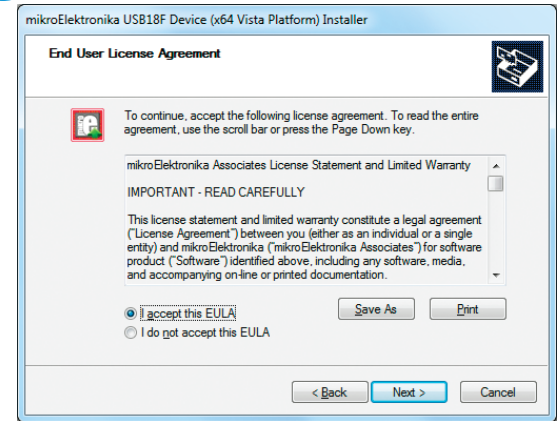 mikroElektronika USB18F Device (x64 Vista Platform) Installer
End User License Agreement
To continue, accept the following license agreement. To read the entire
agreement, use the scroll bar or press the Page Down key.
mikroElektronika Associates License Statement and Limited Warranty
IMPORTANT - READ CAREFULLY
This license statement and limited warranty constitute a legal agreement
("License Agreement") between you (either as an individual or a single
entity) and mikroElektronika ("mikroElektronika Associates") for software
product ("Software") identified above, including any software, media,
and accompanying on-line or printed documentation.
I accept this EULA
Save As
Print
I do not accept this EULA
< Back
Next >
Cancel